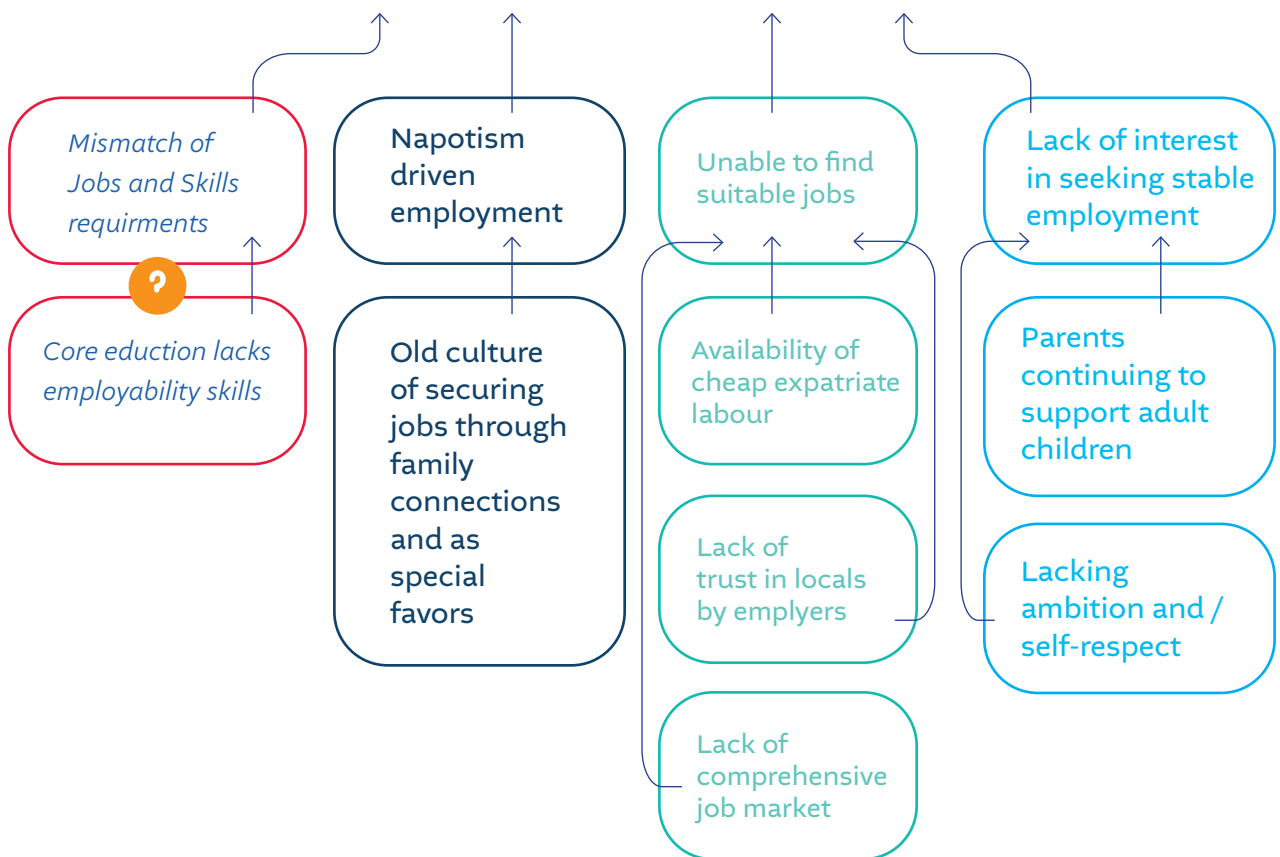 Mismatch of
Jobs and Skills
requirments
?
Core eduction lacks
employability skills
Napotism
driven
employment
Old culture
of securing
jobs through
family
connections
and as
special
favors
Unable to find
suitable jobs
Availability of
cheap expatriate
labour
Lack of
trust in locals
by emplyers
Lack of
comprehensive
job market
Lack of interest
in seeking stable
employment
Parents
continuing to
support adult
children
Lacking
ambition and /
self-respect